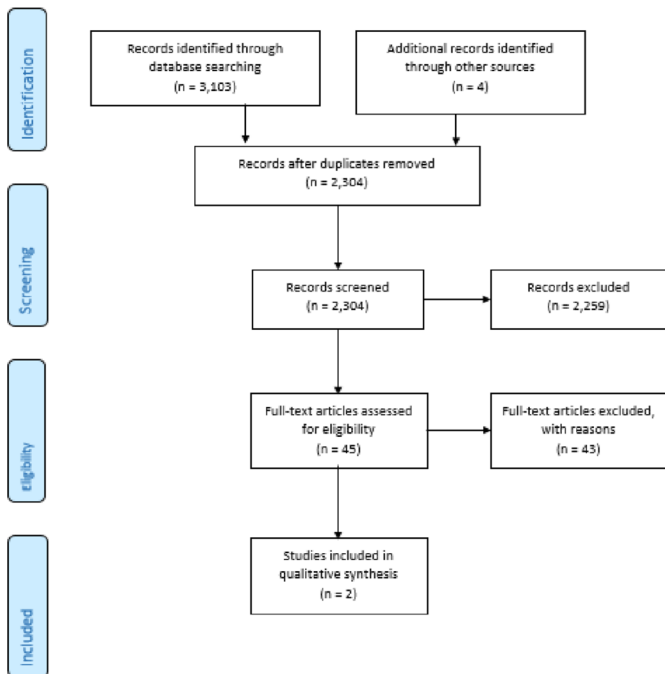 Identification
Records identified through
database searching
(n = 3,103)
Additional records identified
through other sources
(n = 4)
Records after duplicates removed
(n = 2,304)
Screening
Records screened
(n = 2,304)
Records excluded
(n = 2,259)
Eligibility
Full-text articles assessed
for eligibility
(n = 45)
Full-text articles excluded,
with reasons
(n = 43)
Included
Studies included in
qualitative synthesis
(n = 2)